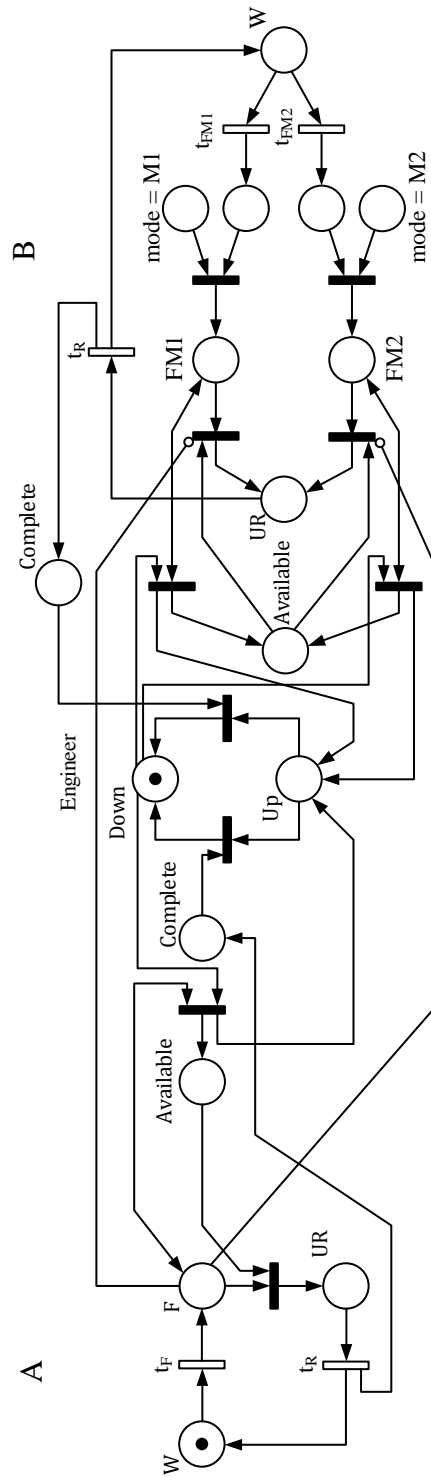 A
B
W
t_F
F
UR
t_R
Available
Complete
Engineer
Down
Up
Complete
Available
UR
t_R
FM1
FM2
mode = M1
mode = M2
t_FM1
t_FM2
W